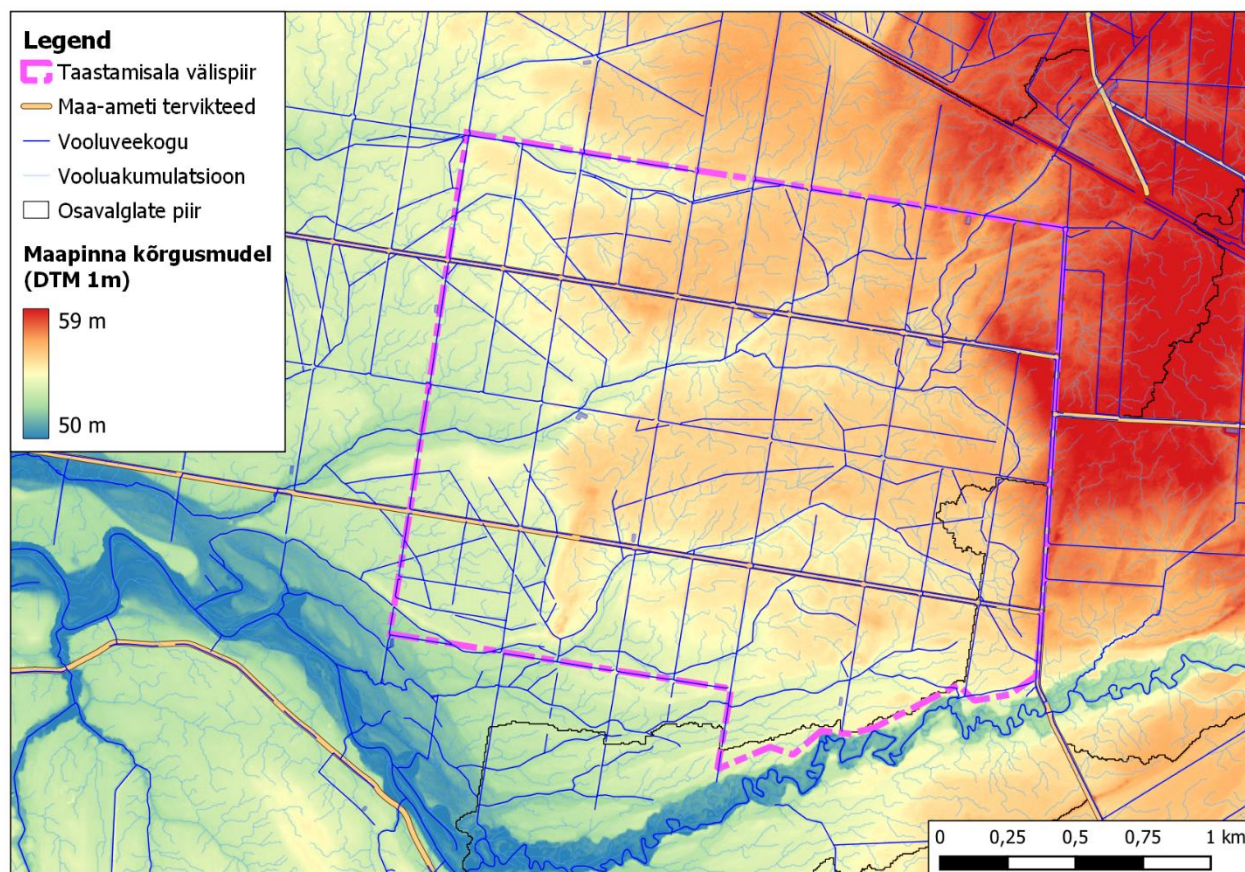 Legend
Taastamisala välispiir
Maa-ameti tervikteed
Vooluveekogu
Vooluakumulatsioon
Osavalglate piir
Maapinna kõrgusmudel
(DTM 1m)
59 m
50 m
0 0,25 0,5 0,75 1 km